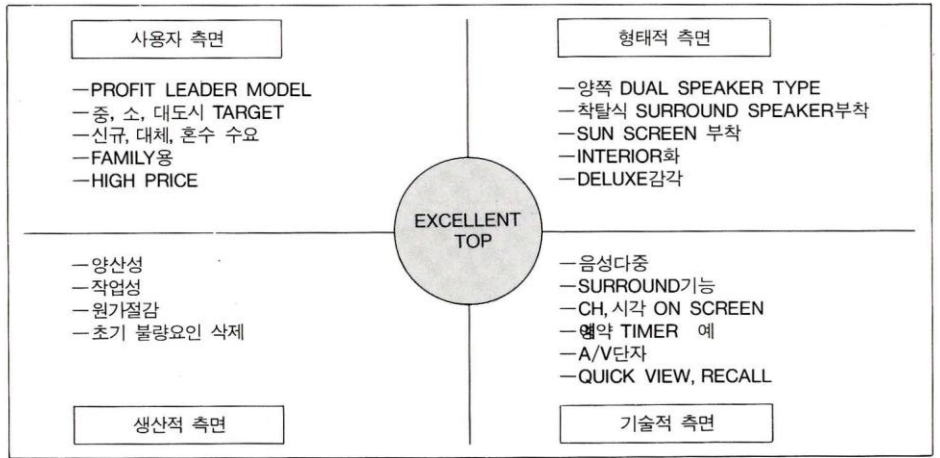 사용자 측면
—PROFIT LEADER MODEL
—중, 소, 대도시 TARGET
—신규, 대체, 혼수 수요
—FAMILY용
—HIGH PRICE
형태적 측면
—양쪽 DUAL SPEAKER TYPE
—착탈식 SURROUND SPEAKER부착
—SUN SCREEN 부착
—INTERIOR화
—DELUXE감각
EXCELLENT
TOP
—양산성
—작업성
—원가절감
—초기 불량요인 삭제
생산적 측면
—음성다중
—SURROUND기능
—CH, 시각 ON SCREEN
—약 TIMER 예
—A/V단자
—QUICK VIEW, RECALL
기술적 측면